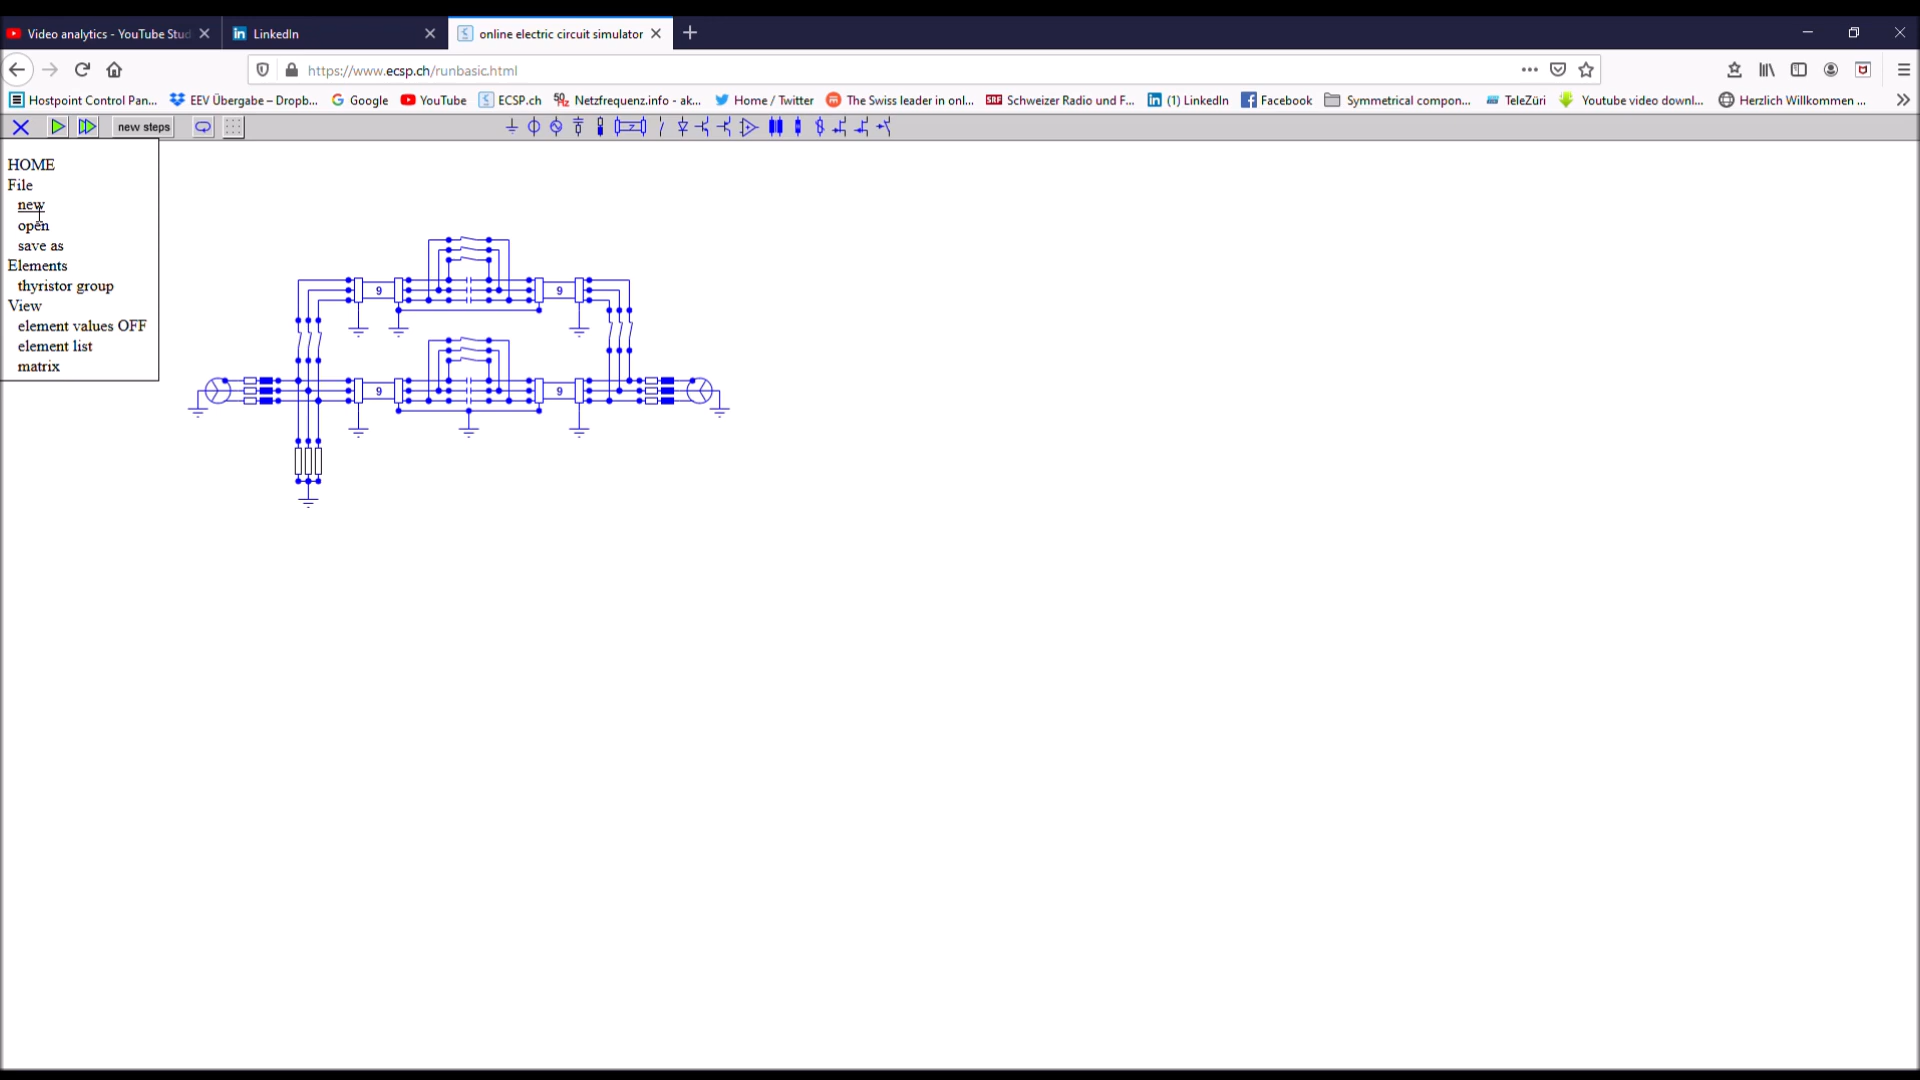 Video analytics - YouTube Stud
LinkedIn
online electric circuit simulator
https://www.ecsp.ch/runbasic.html
Hostpoint Control Pan...
EEV Übergabe – Dropb...
Google
YouTube
ECSP.ch
Netzfrequenz.info - ak...
Home / Twitter
The Swiss leader in onl...
SRF Schweizer Radio und F...
(1) LinkedIn
Facebook
Symmetrical compon...
TeleZüri
Youtube video downl...
Herzlich Willkommen ...
new steps
HOME
File
new
open
save as
Elements
thyristor group
View
element values OFF
element list
matrix
9
9
9
9